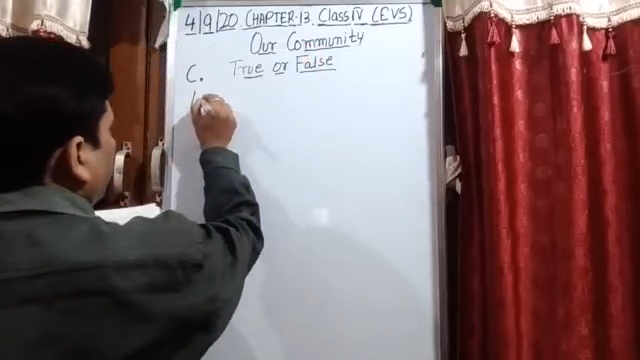 4|9|20 CHAPTER-13. Class IV (EVS)
Our Community
C. True or False